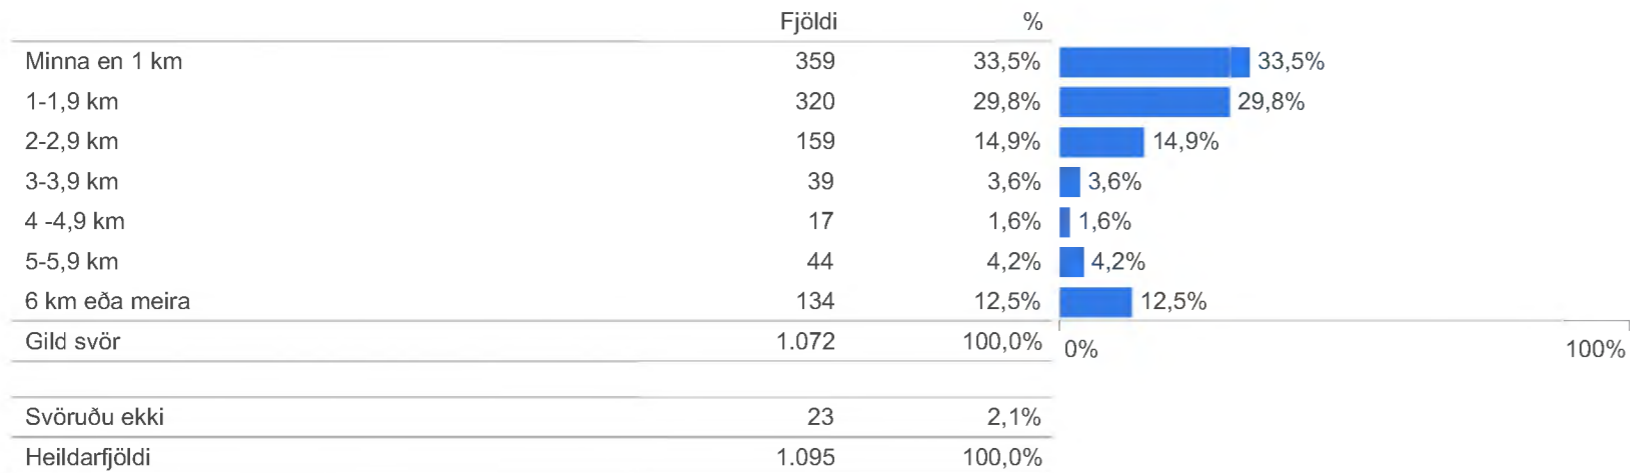 Fjöldi %
Minna en 1 km 359 33,5% 33,5%
1-1,9 km 320 29,8% 29,8%
2-2,9 km 159 14,9% 14,9%
3-3,9 km 39 3,6% 3,6%
4 -4,9 km 17 1,6% 1,6%
5-5,9 km 44 4,2% 4,2%
6 km eða meira 134 12,5% 12,5%
Gild svör 1.072 100,0% 0% 100%
Svöruðu ekki 23 2,1%
Heildarfjöldi 1.095 100,0%